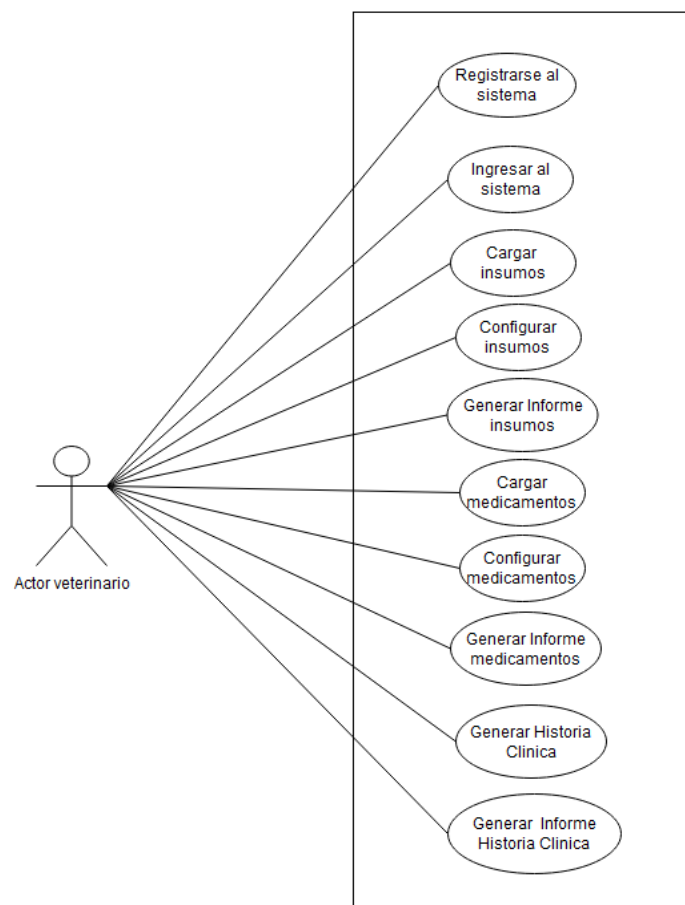 Registrarse al
sistema
Ingresar al
sistema
Cargar
insumos
Configurar
insumos
Generar Informe
insumos
Cargar
medicamentos
Configurar
medicamentos
Generar Informe
medicamentos
Generar Historia
Clinica
Generar Informe
Historia Clinica
Actor veterinario